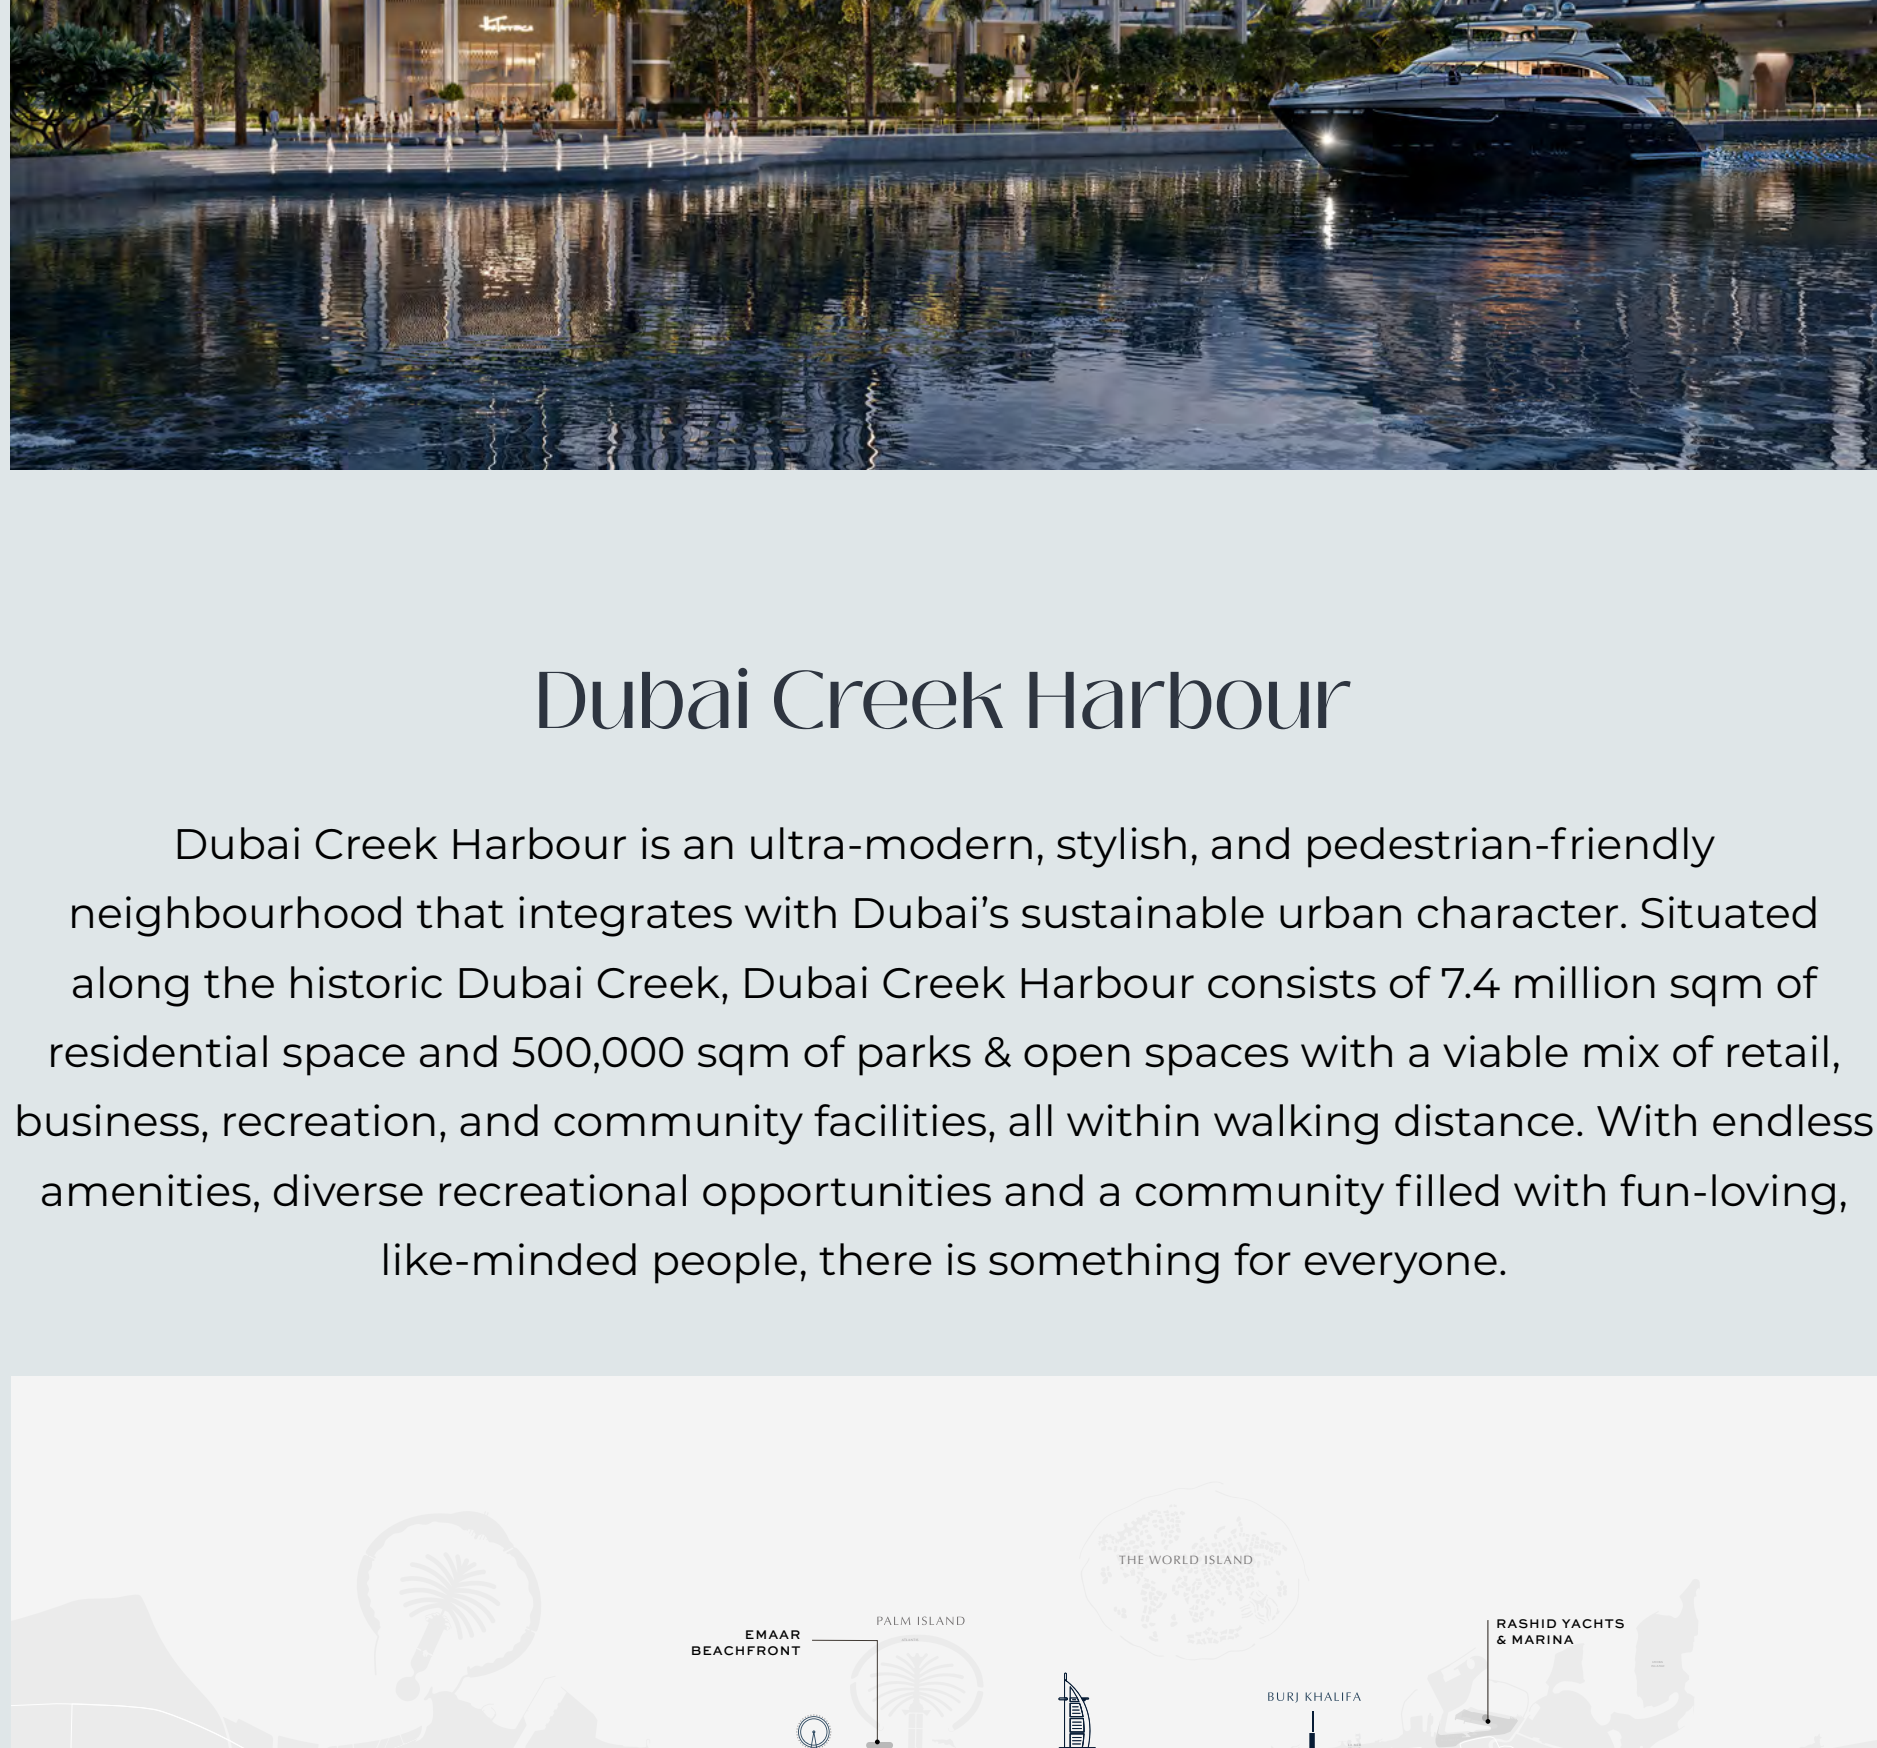 the Terrace
Dubai Creek Harbour
Dubai Creek Harbour is an ultra-modern, stylish, and pedestrian-friendly
neighbourhood that integrates with Dubai’s sustainable urban character. Situated
along the historic Dubai Creek, Dubai Creek Harbour consists of 7.4 million sqm of
residential space and 500,000 sqm of parks & open spaces with a viable mix of retail,
business, recreation, and community facilities, all within walking distance. With endless
amenities, diverse recreational opportunities and a community filled with fun-loving,
like-minded people, there is something for everyone.
THE WORLD ISLAND
PALM ISLAND
EMAAR
BEACHFRONT
RASHID YACHTS
& MARINA
BURJ KHALIFA